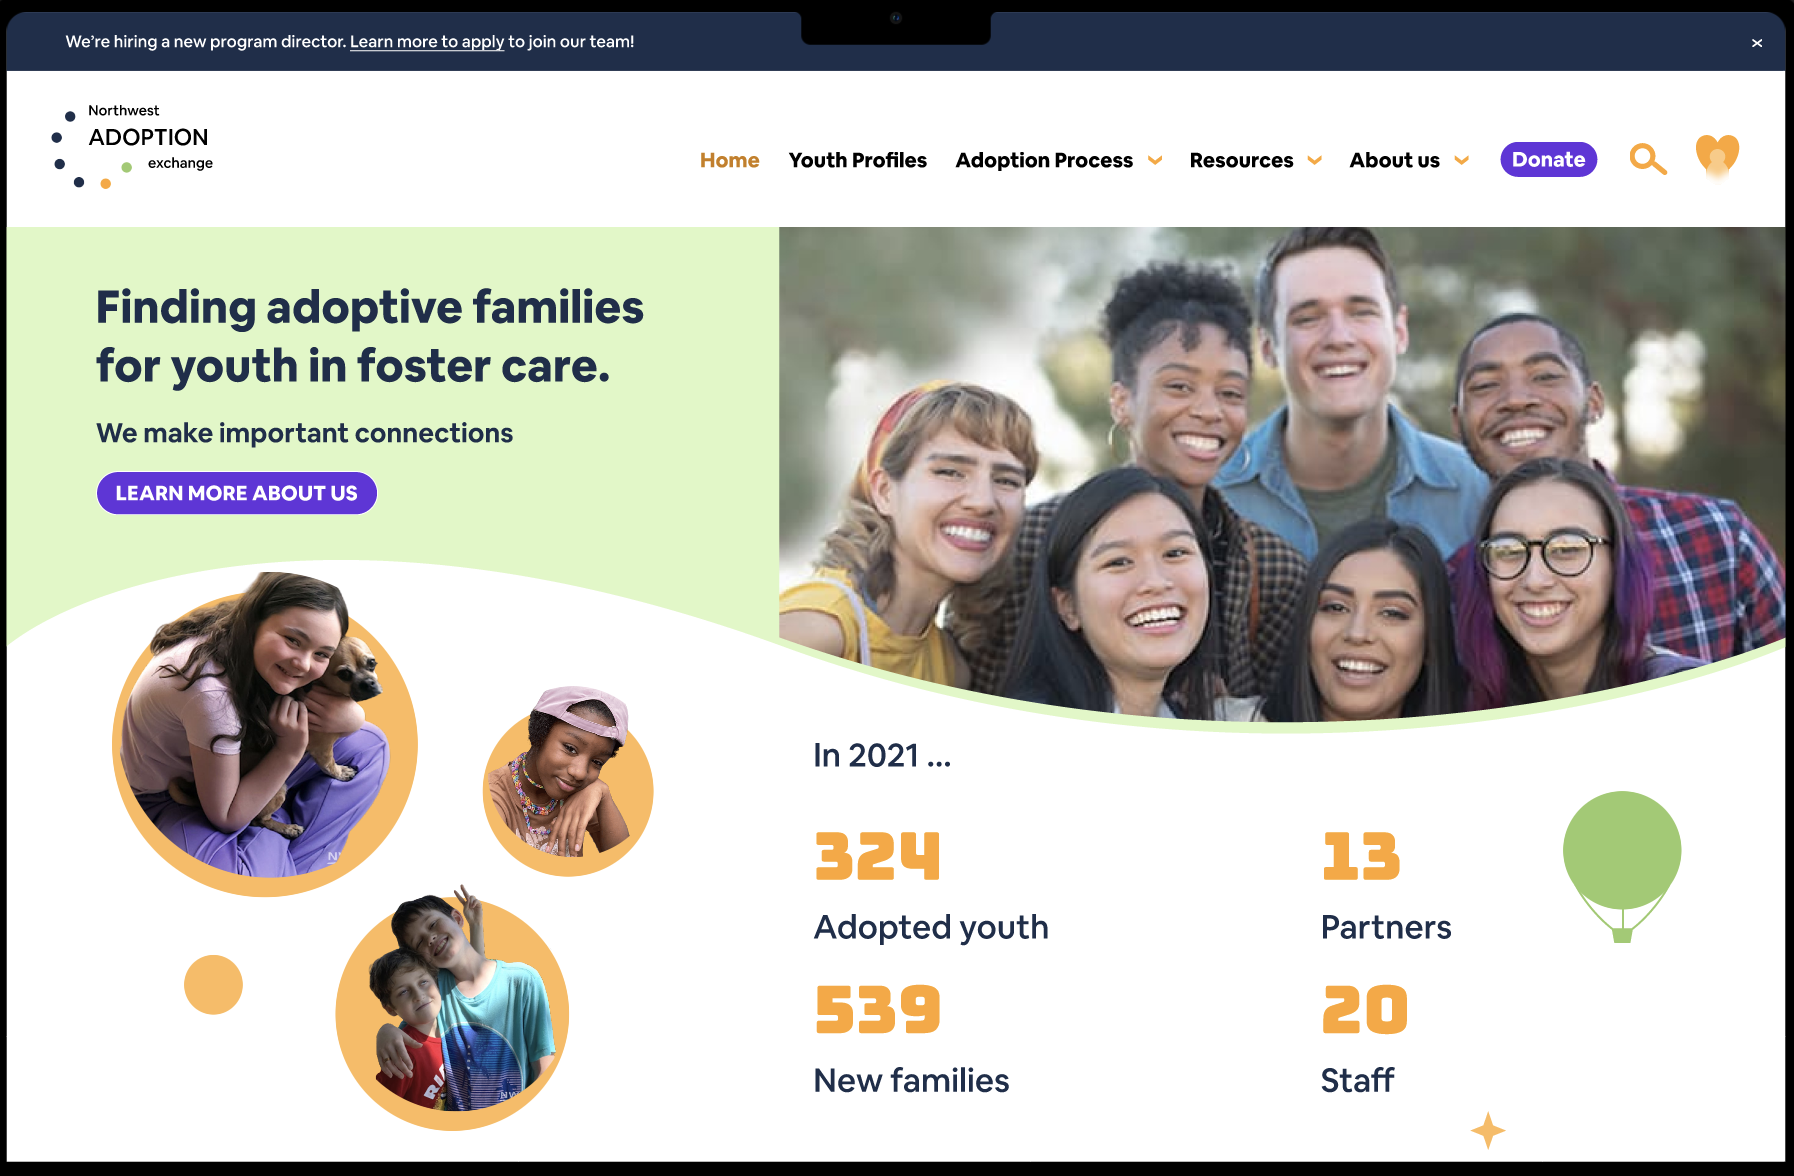 We're hiring a new program director. Learn more to apply to join our team!
Northwest
ADOPTION
exchange
Home Youth Profiles Adoption Process Resources About us Donate
Finding adoptive families
for youth in foster care.
We make important connections
LEARN MORE ABOUT US
In 2021 ...
324
Adopted youth
13
Partners
539
New families
20
Staff